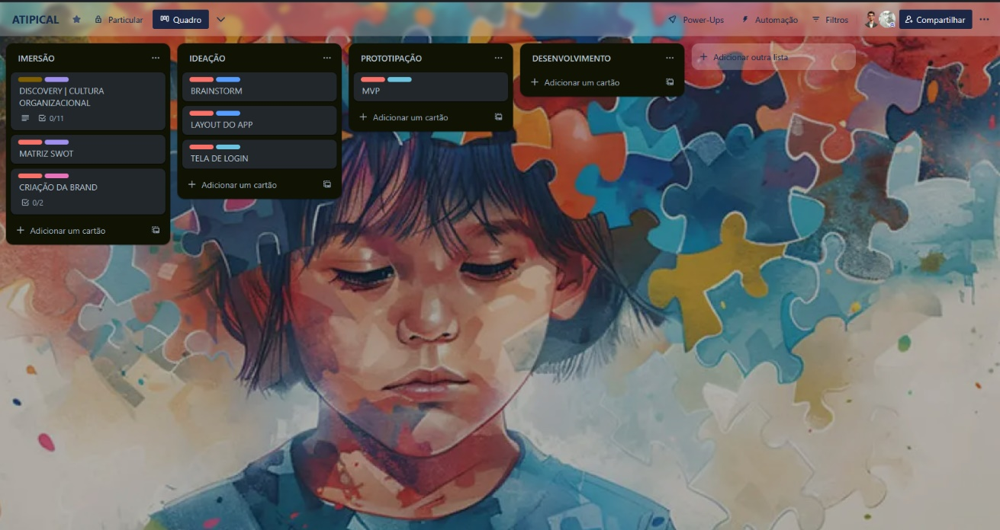 ATIPICAL
Particular
Quadro
Power-Ups
Automação
Filtros
Compartilhar
IMERSÃO
DISCOVERY | CULTURA
ORGANIZACIONAL
0/11
MATRIZ SWOT
CRIAÇÃO DA BRAND
0/2
Adicionar um cartão
IDEAÇÃO
BRAINSTORM
LAYOUT DO APP
TELA DE LOGIN
Adicionar um cartão
PROTOTIPAÇÃO
MVP
Adicionar um cartão
DESENVOLVIMENTO
Adicionar um cartão
Adicionar outra lista